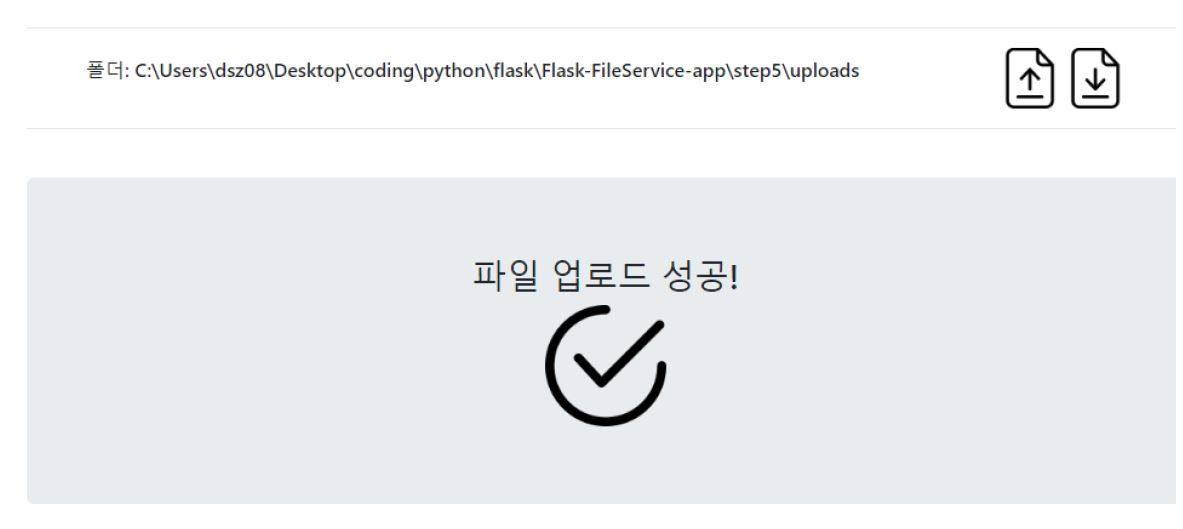 폴더: C:\Users\dsz08\Desktop\coding\python\flask\Flask-FileService-app\step5\uploads
파일 업로드 성공!